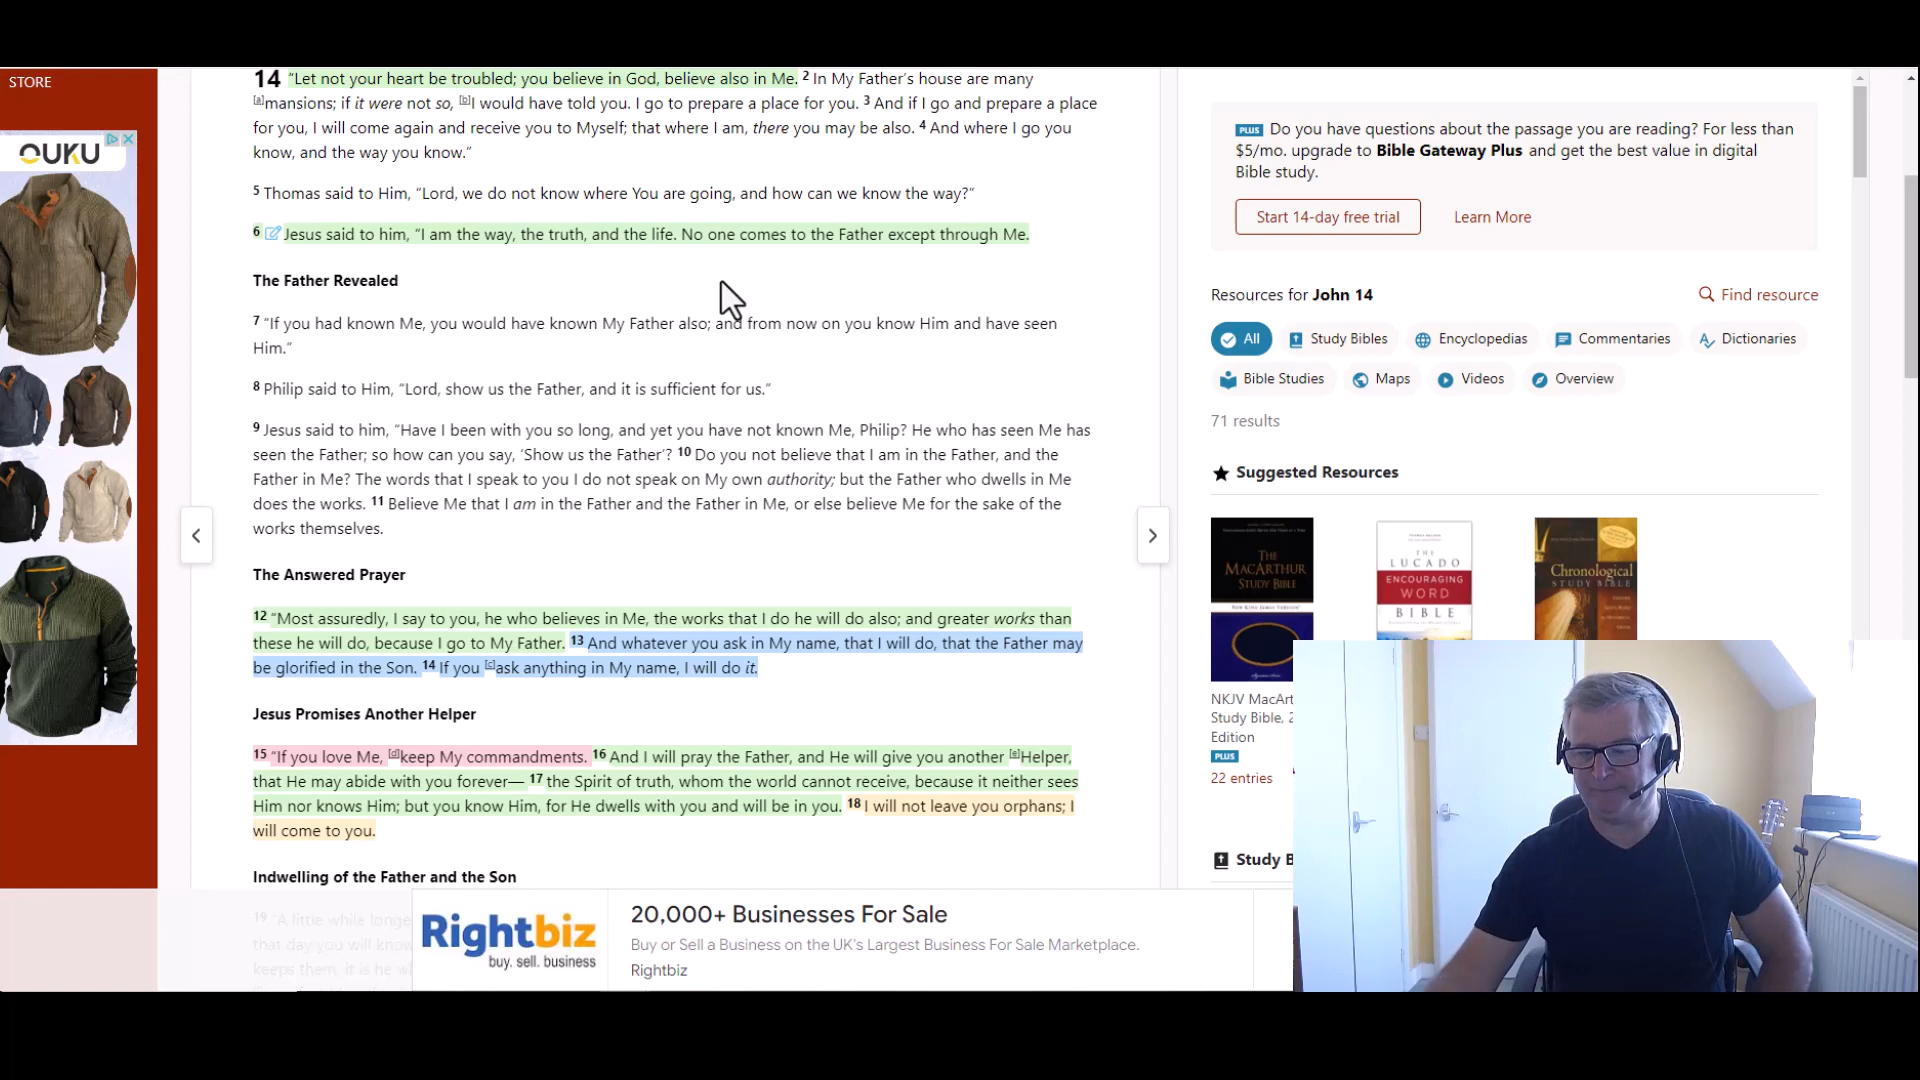 STORE
OUKU
14 “Let not your heart be troubled; you believe in God, believe also in Me. 2 In My Father’s house are many
[a]mansions; if it were not so, [b]I would have told you. I go to prepare a place for you. 3 And if I go and prepare a place
for you, I will come again and receive you to Myself; that where I am, there you may be also. 4 And where I go you
know, and the way you know.”
5 Thomas said to Him, “Lord, we do not know where You are going, and how can we know the way?”
6 Jesus said to him, “I am the way, the truth, and the life. No one comes to the Father except through Me.
The Father Revealed
7 “If you had known Me, you would have known My Father also; and from now on you know Him and have seen
Him.”
8 Philip said to Him, “Lord, show us the Father, and it is sufficient for us.”
9 Jesus said to him, “Have I been with you so long, and yet you have not known Me, Philip? He who has seen Me has
seen the Father; so how can you say, ‘Show us the Father’? 10 Do you not believe that I am in the Father, and the
Father in Me? The words that I speak to you I do not speak on My own authority; but the Father who dwells in Me
does the works. 11 Believe Me that I am in the Father and the Father in Me, or else believe Me for the sake of the
works themselves.
The Answered Prayer
12 “Most assuredly, I say to you, he who believes in Me, the works that I do he will do also; and greater works than
these he will do, because I go to My Father. 13 And whatever you ask in My name, that I will do, that the Father may
be glorified in the Son. 14 If you [c]ask anything in My name, I will do it.
Jesus Promises Another Helper
15 “If you love Me, [d]keep My commandments. 16 And I will pray the Father, and He will give you another [e]Helper,
that He may abide with you forever— 17 the Spirit of truth, whom the world cannot receive, because it neither sees
Him nor knows Him; but you know Him, for He dwells with you and will be in you. 18 I will not leave you orphans; I
will come to you.
Indwelling of the Father and the Son
19 “A little while longe
that day you will know
keeps them, it is he w
Rightbiz
buy. sell. business
20,000+ Businesses For Sale
Buy or Sell a Business on the UK's Largest Business For Sale Marketplace.
Rightbiz
PLUS Do you have questions about the passage you are reading? For less than
$5/mo. upgrade to Bible Gateway Plus and get the best value in digital
Bible study.
Start 14-day free trial
Learn More
Resources for John 14
Find resource
All
Study Bibles
Encyclopedias
Commentaries
Dictionaries
Bible Studies
Maps
Videos
Overview
71 results
Suggested Resources
THE
MACARTHUR
STUDY BIBLE
THE
LUCADO
ENCOURAGING
WORD
BIBLE
Chronological
STUDY BIBLE
NKJV MacArt
Study Bible, 2
Edition
PLUS
22 entries
Study B